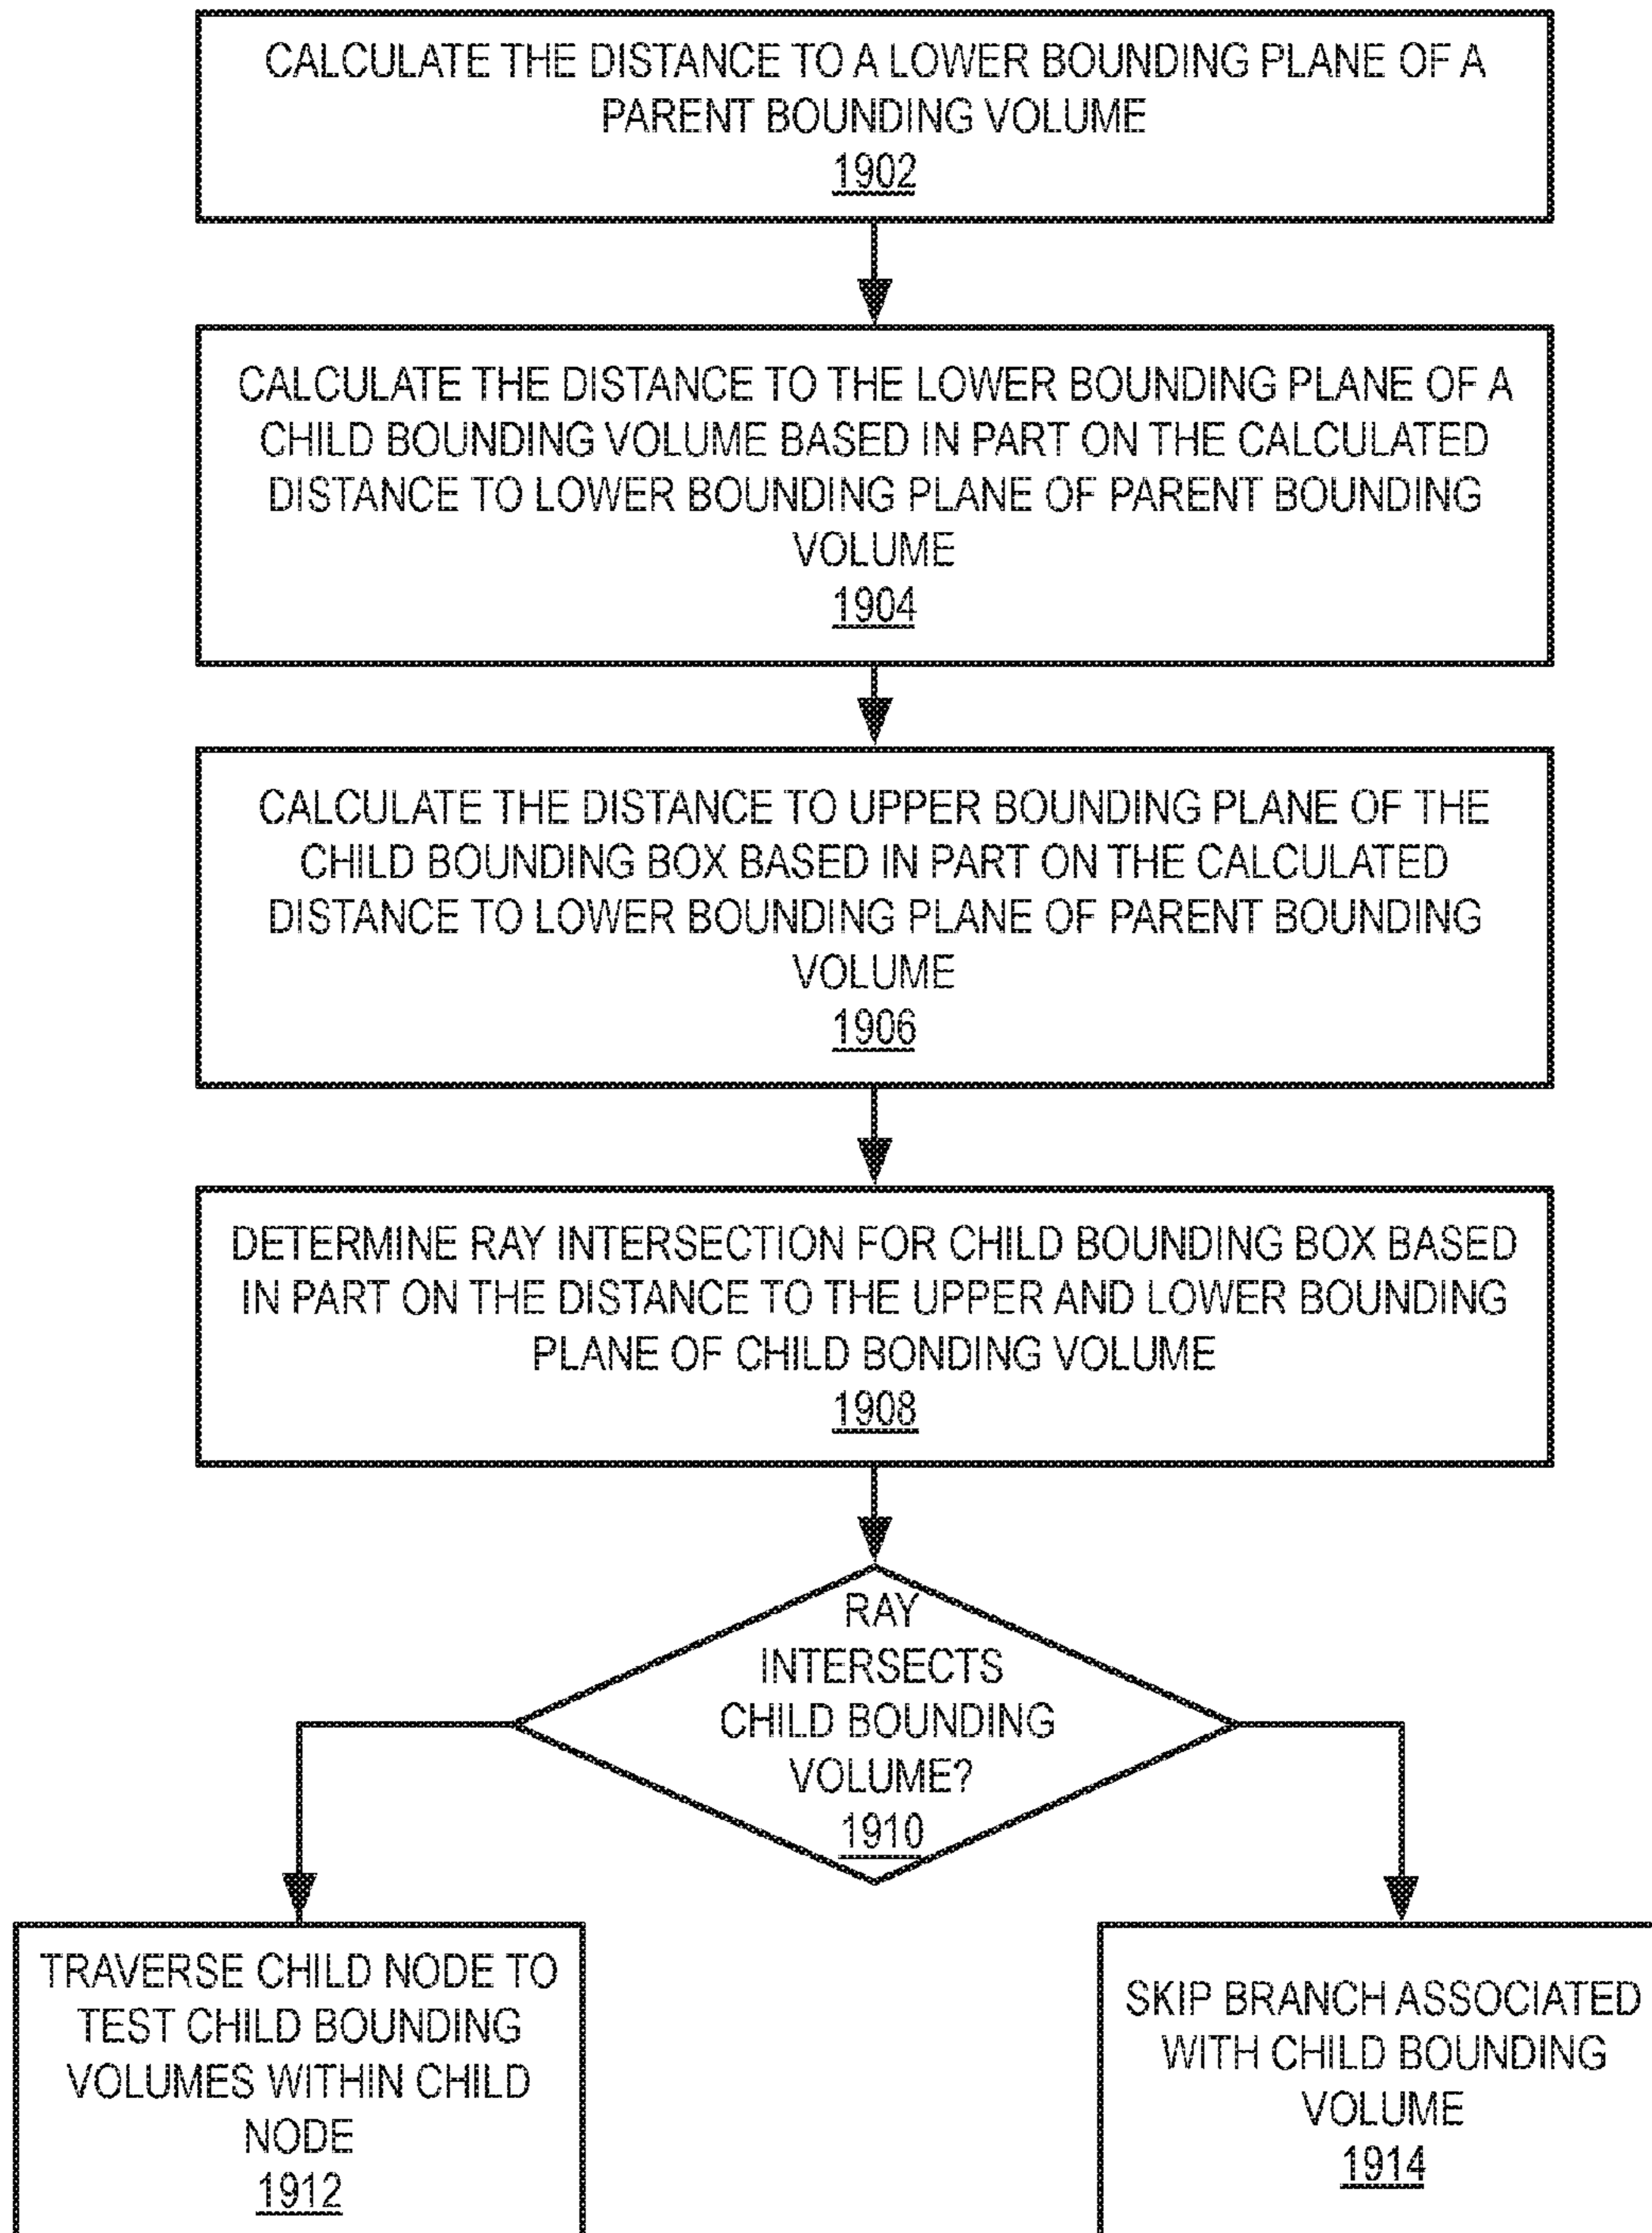 CALCULATE THE DISTANCE TO A LOWER BOUNDING PLANE OF A
PARENT BOUNDING VOLUME
1902
CALCULATE THE DISTANCE TO THE LOWER BOUNDING PLANE OF A
CHILD BOUNDING VOLUME BASED IN PART ON THE CALCULATED
DISTANCE TO LOWER BOUNDING PLANE OF PARENT BOUNDING
VOLUME
1904
CALCULATE THE DISTANCE TO UPPER BOUNDING PLANE OF THE
CHILD BOUNDING BOX BASED IN PART ON THE CALCULATED
DISTANCE TO LOWER BOUNDING PLANE OF PARENT BOUNDING
VOLUME
1906
DETERMINE RAY INTERSECTION FOR CHILD BOUNDING BOX BASED
IN PART ON THE DISTANCE TO THE UPPER AND LOWER BOUNDING
PLANE OF CHILD BONDING VOLUME
1908
RAY
INTERSECTS
CHILD BOUNDING
VOLUME?
1910
TRAVERSE CHILD NODE TO
TEST CHILD BOUNDING
VOLUMES WITHIN CHILD
NODE
1912
SKIP BRANCH ASSOCIATED
WITH CHILD BOUNDING
VOLUME
1914